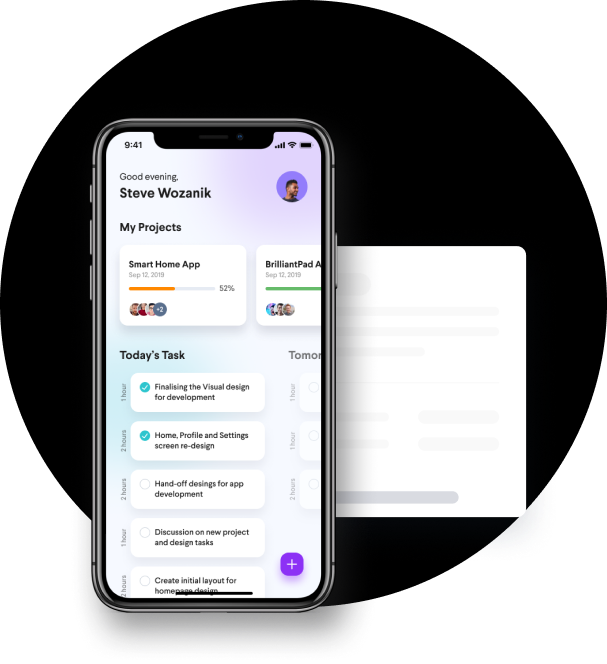 9:41
Good evening,
Steve Wozanik
My Projects
Smart Home App
Sep 12, 2019
52%
+2
BrilliantPad A
Sep 12, 2019
Today's Task
Tomor
1 hour
Finalising the Visual design
for development
1 hour
2 hours
Home, Profile and Settings
screen re-design
1 hour
2 hours
Hand-off desings for app
development
2 hours
1 hour
Discussion on new project
and design tasks
2 hours
Create initial layout for
homepage design